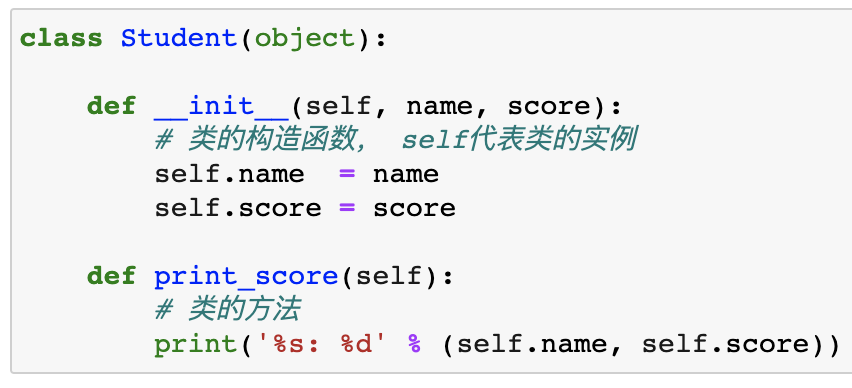 class Student(object):
    def __init__(self, name, score):
        # 类的构造函数， self代表类的实例
        self.name  = name
        self.score = score
    def print_score(self):
        # 类的方法
        print('%s: %d' % (self.name, self.score))